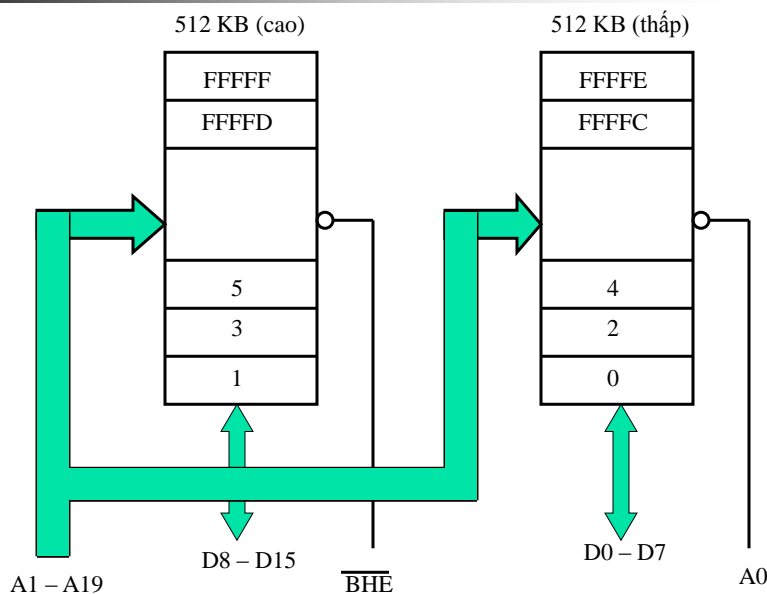 512 KB (cao)
512 KB (thấp)
FFFFF
FFFFD
5
3
1
FFFFE
FFFFC
4
2
0
A1 – A19
D8 – D15
B̅H̅E̅
D0 – D7
A0